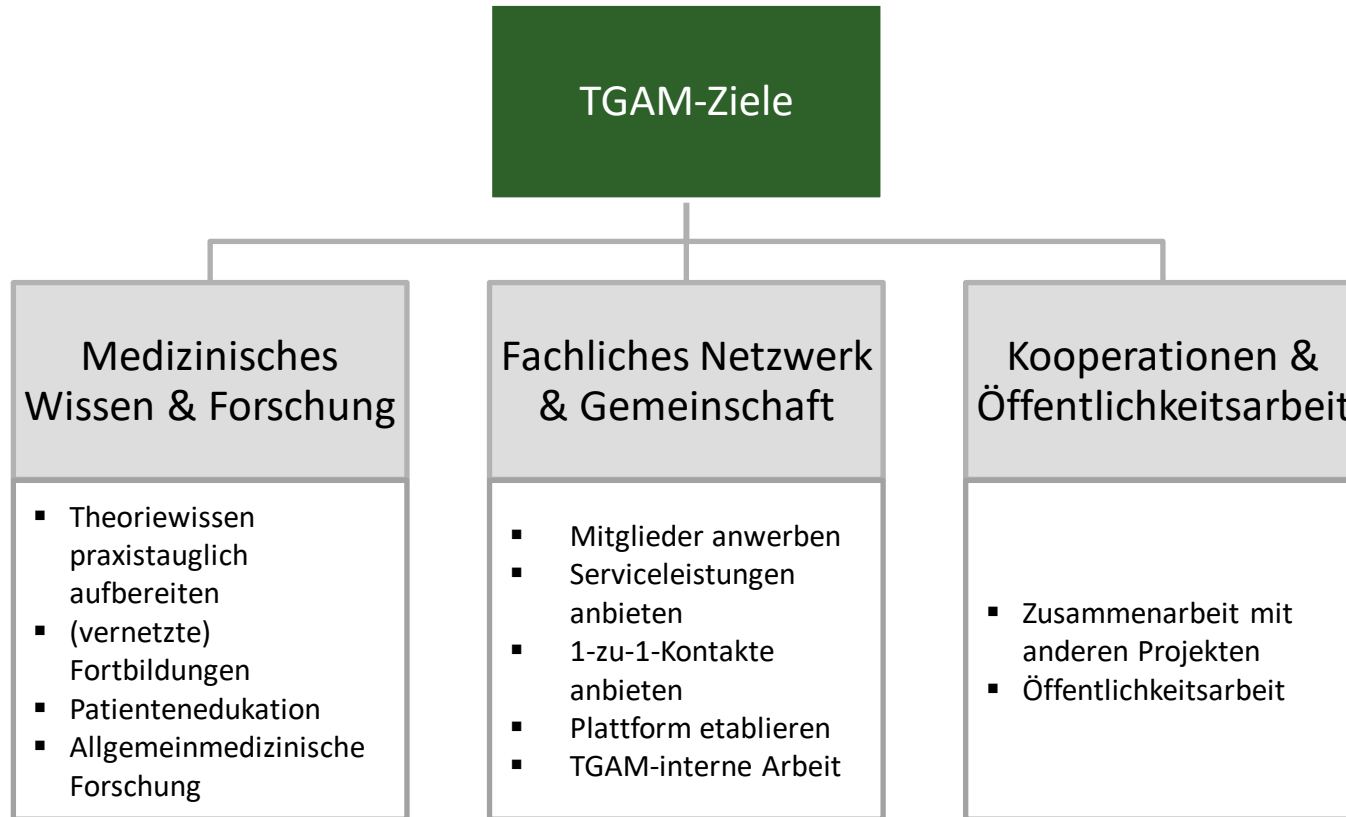 TGAM-Ziele
Medizinisches
Wissen & Forschung
▪ Theoriewissen
praxistauglich
aufbereiten
▪ (vernetzte)
Fortbildungen
▪ Patientenedukation
▪ Allgemeinmedizinische
Forschung
Fachliches Netzwerk
& Gemeinschaft
▪ Mitglieder anwerben
▪ Serviceleistungen
anbieten
▪ 1-zu-1-Kontakte
anbieten
▪ Plattform etablieren
▪ TGAM-interne Arbeit
Kooperationen &
Öffentlichkeitsarbeit
▪ Zusammenarbeit mit
anderen Projekten
▪ Öffentlichkeitsarbeit